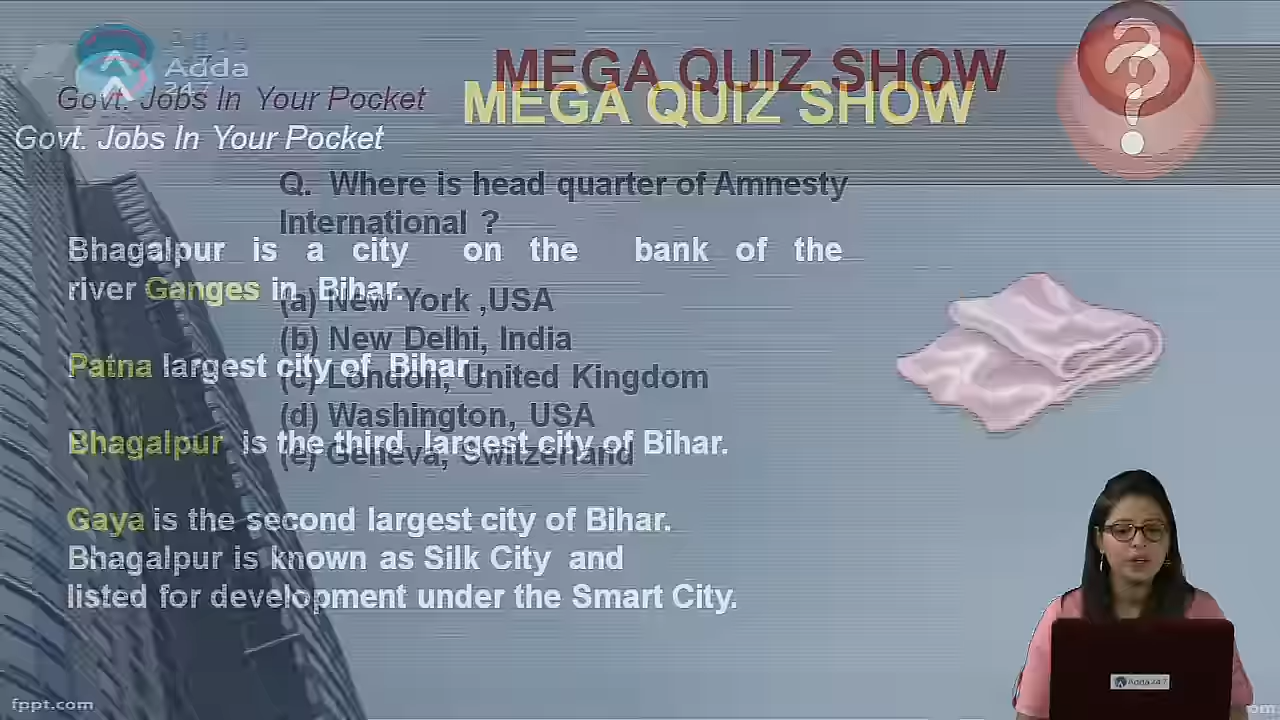 Adda
247
MEGA QUIZ SHOW
MEGA QUIZ SHOW
Govt. Jobs In Your Pocket
Govt. Jobs In Your Pocket
Q. Where is head quarter of Amnesty
International ?
Bhagalpur is a city on the bank of the
river Ganges in Bihar.
(a) New York ,USA
(b) New Delhi, India
Patna largest city of Bihar
(c) London, United Kingdom
(d) Washington, USA
Bhagalpur is the third largest city of Bihar.
(e) Geneva, Switzerland
Gaya is the second largest city of Bihar.
Bhagalpur is known as Silk City and
listed for development under the Smart City.
Adda 247
fppt.com
om